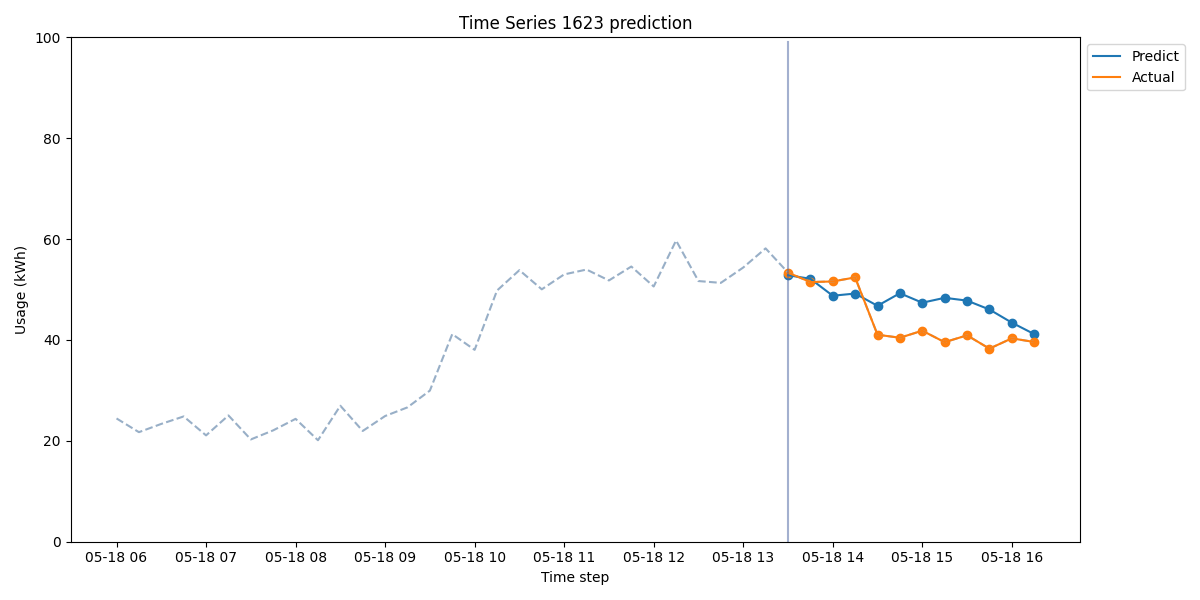 Time Series 1623 prediction
Predict
Actual
Usage (kWh)
100
80
60
40
20
0
05-18 06 05-18 07 05-18 08 05-18 09 05-18 10 05-18 11 05-18 12 05-18 13 05-18 14 05-18 15 05-18 16
Time step